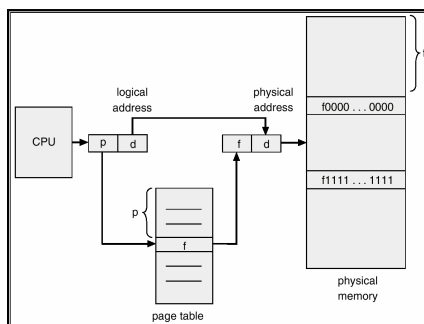 logical
address
physical
address
f0000 . . . 0000
CPU
p
d
f
d
f1111 . . . 1111
p
f
page table
physical
memory